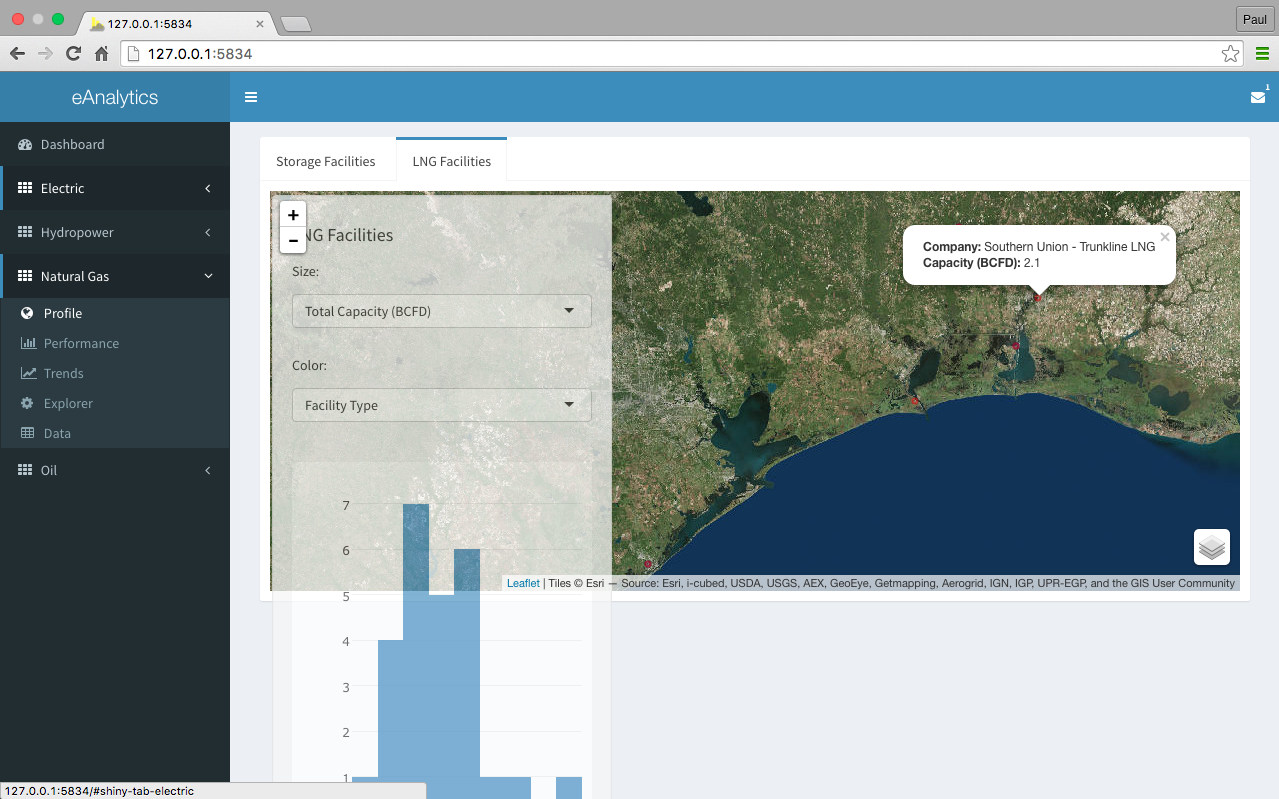 127.0.0.1:5834
Paul
127.0.0.1:5834
eAnalytics
1
Dashboard
Electric
Hydropower
Natural Gas
Profile
Performance
Trends
Explorer
Data
Oil
Storage Facilities
LNG Facilities
+
-
NG Facilities
Size:
Total Capacity (BCFD)
Color:
Facility Type
7
6
5
4
3
2
1
Company: Southern Union - Trunkline LNG
Capacity (BCFD): 2.1
×
Leaflet | Tiles © Esri — Source: Esri, i-cubed, USDA, USGS, AEX, GeoEye, Getmapping, Aerogrid, IGN, IGP, UPR-EGP, and the GIS User Community
127.0.0.1:5834/#shiny-tab-electric